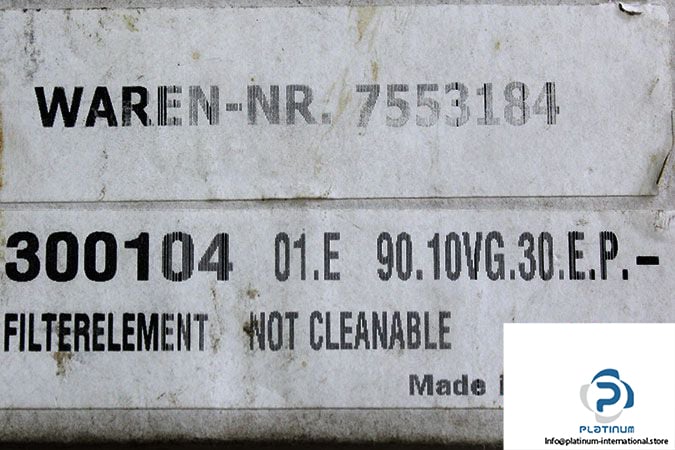 WAREN-NR. 7553184
300104 01.E 90.10VG.30.E.P.-
FILTERELEMENT NOT CLEANABLE
Made
PLATINUM
Info@platinum-international.store